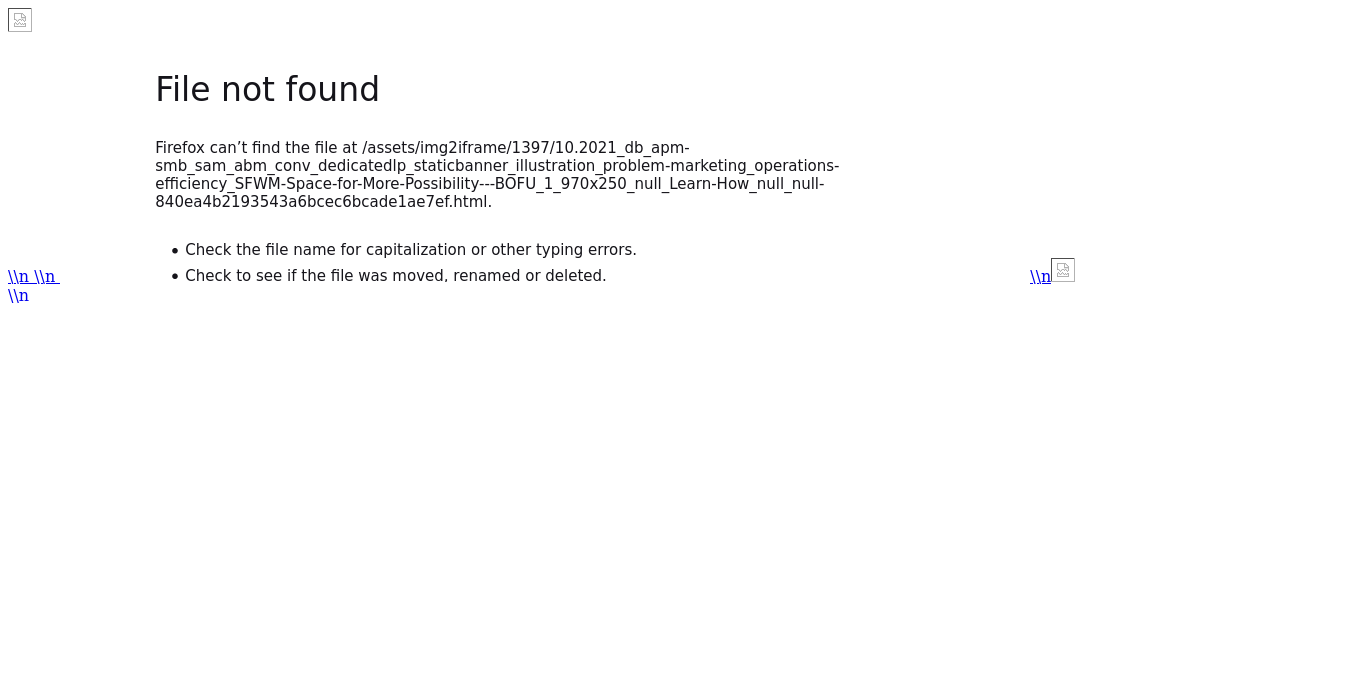 File not found
Firefox can’t find the file at /assets/img2iframe/1397/10.2021_db_apm-
smb_sam_abm_conv_dedicatedlp_staticbanner_illustration_problem-marketing_operations-
efficiency_SFWM-Space-for-More-Possibility---BOFU_1_970x250_null_Learn-How_null_null-
840ea4b2193543a6bcec6bcade1ae7ef.html.
• Check the file name for capitalization or other typing errors.
• Check to see if the file was moved, renamed or deleted.
\\n \\n
\\n
\\n